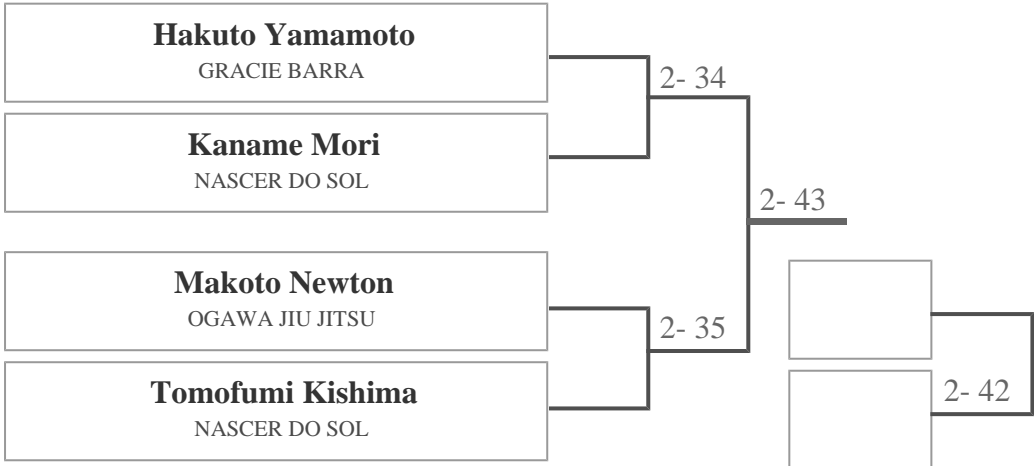 Hakuto Yamamoto
GRACIE BARRA
2- 34
Kaname Mori
NASCER DO SOL
2- 43
Makoto Newton
OGAWA JIU JITSU
2- 35
Tomofumi Kishima
NASCER DO SOL
2- 42